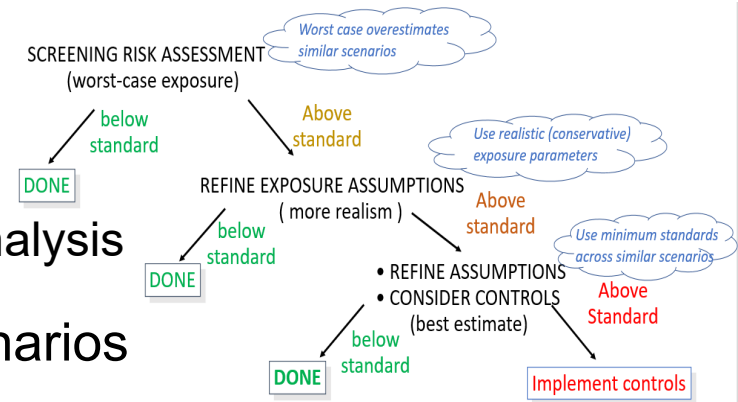 Worst case overestimates
similar scenarios
SCREENING RISK ASSESSMENT
(worst-case exposure)
below
standard
Above
standard
Use realistic (conservative)
exposure parameters
DONE
REFINE EXPOSURE ASSUMPTIONS
( more realism )
Above
standard
nalysis
below
standard
Use minimum standards
across similar scenarios
DONE
• REFINE ASSUMPTIONS
• CONSIDER CONTROLS
(best estimate)
Above
Standard
narios
below
standard
DONE
Implement controls